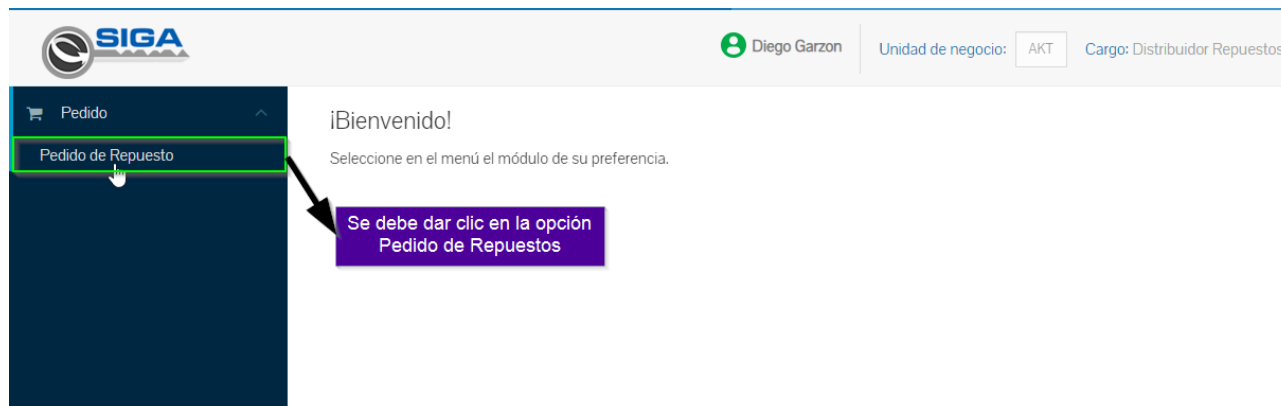 SIGA
Diego Garzon
Unidad de negocio: AKT
Cargo: Distribuidor Repuestos
Pedido
Pedido de Repuesto
¡Bienvenido!
Seleccione en el menú el módulo de su preferencia.
Se debe dar clic en la opción
Pedido de Repuestos